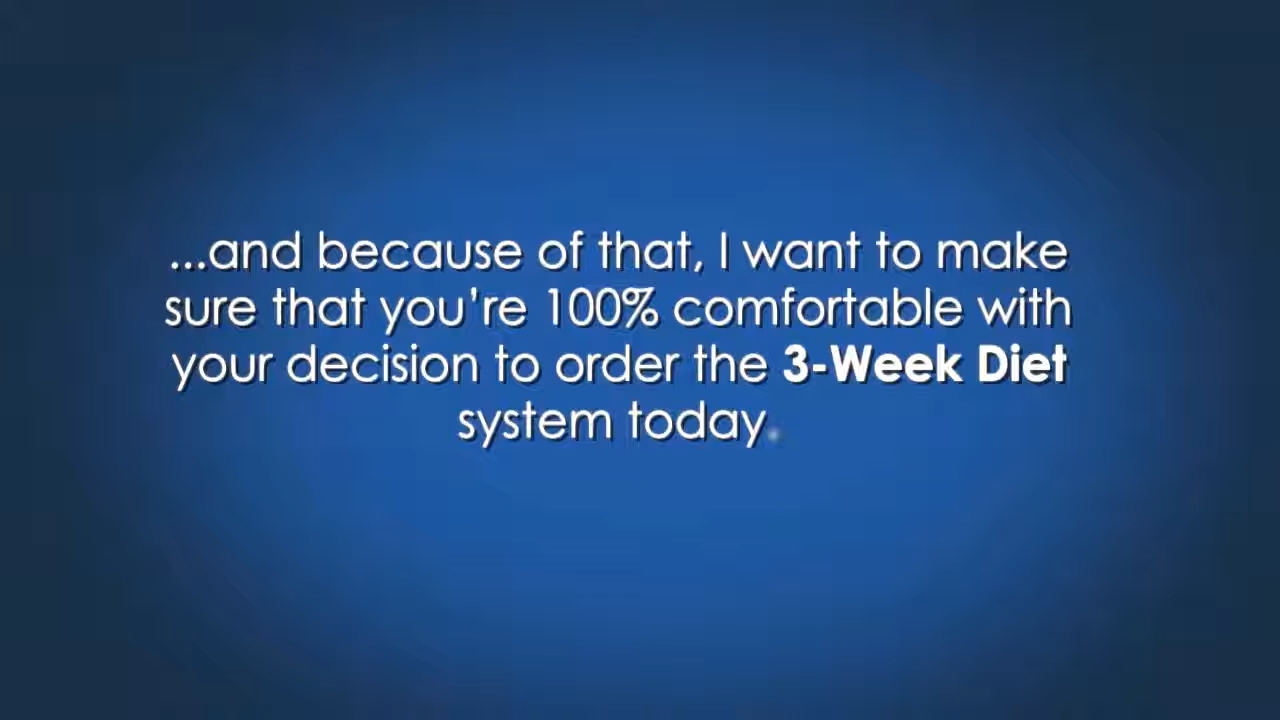 ...and because of that, I want to make
sure that you’re 100% comfortable with
your decision to order the 3-Week Diet
system today.